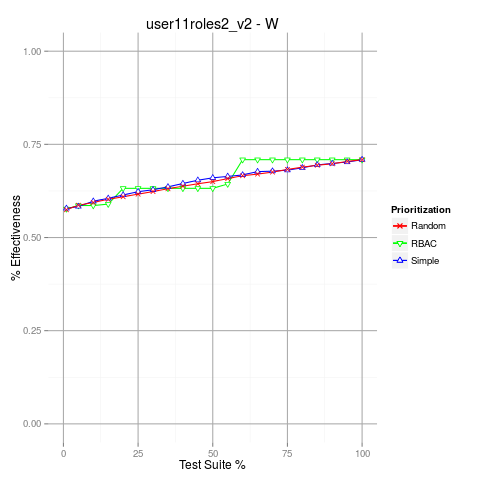 user11roles2_v2 - W
1.00
0.75
0.50
0.25
0.00
% Effectiveness
0
25
50
75
100
Test Suite %
Prioritization
Random
RBAC
Simple